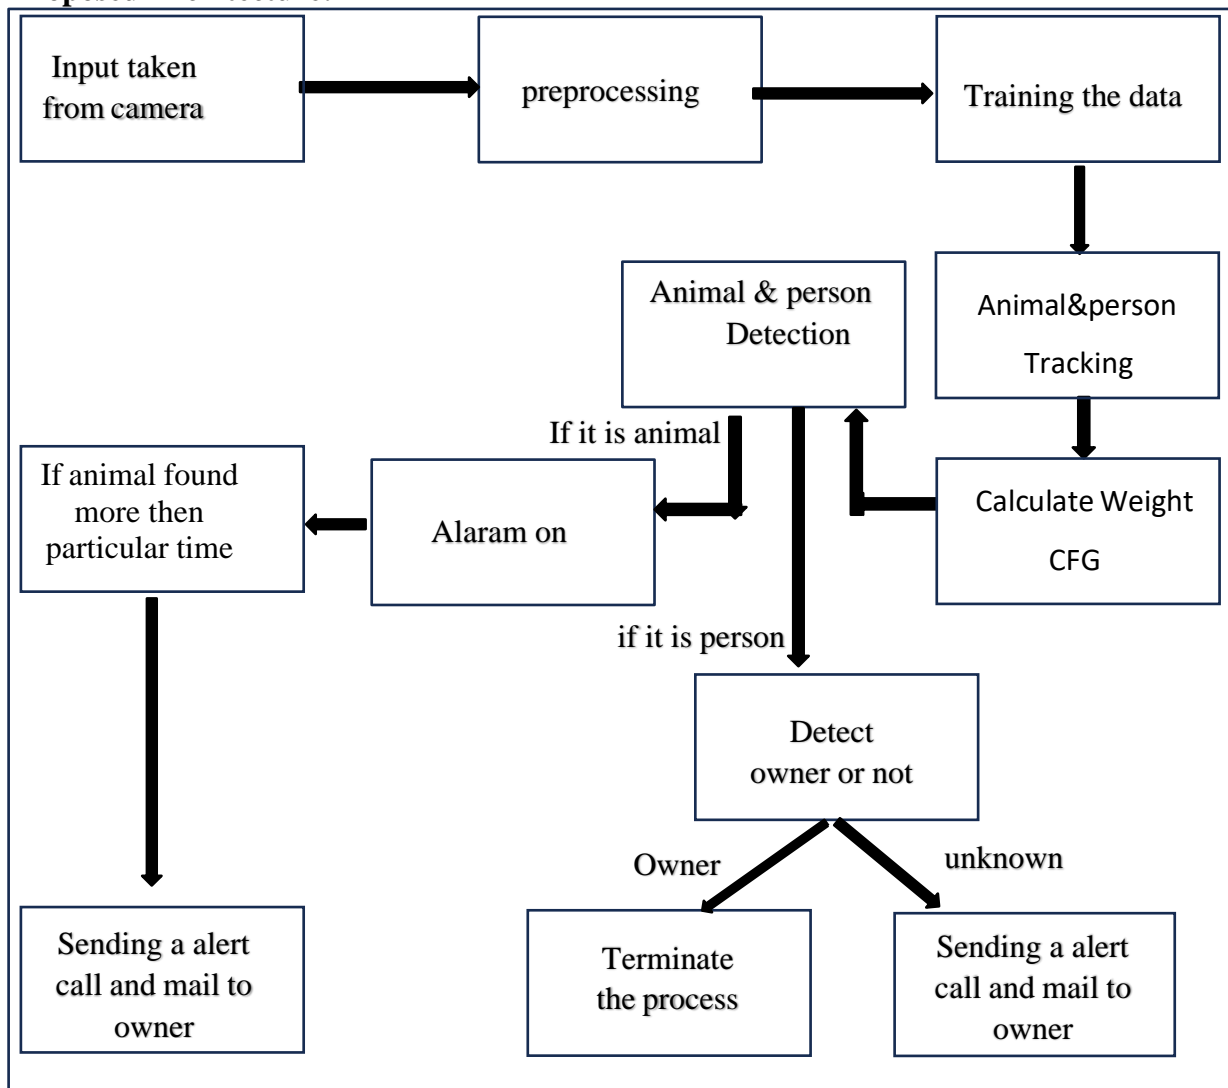 Input taken
from camera
preprocessing
Training the data
Animal & person
Detection
Animal&person
Tracking
If it is animal
If animal found
more then
particular time
Alaram on
Calculate Weight
CFG
if it is person
Detect
owner or not
Owner
unknown
Sending a alert
call and mail to
owner
Terminate
the process
Sending a alert
call and mail to
owner